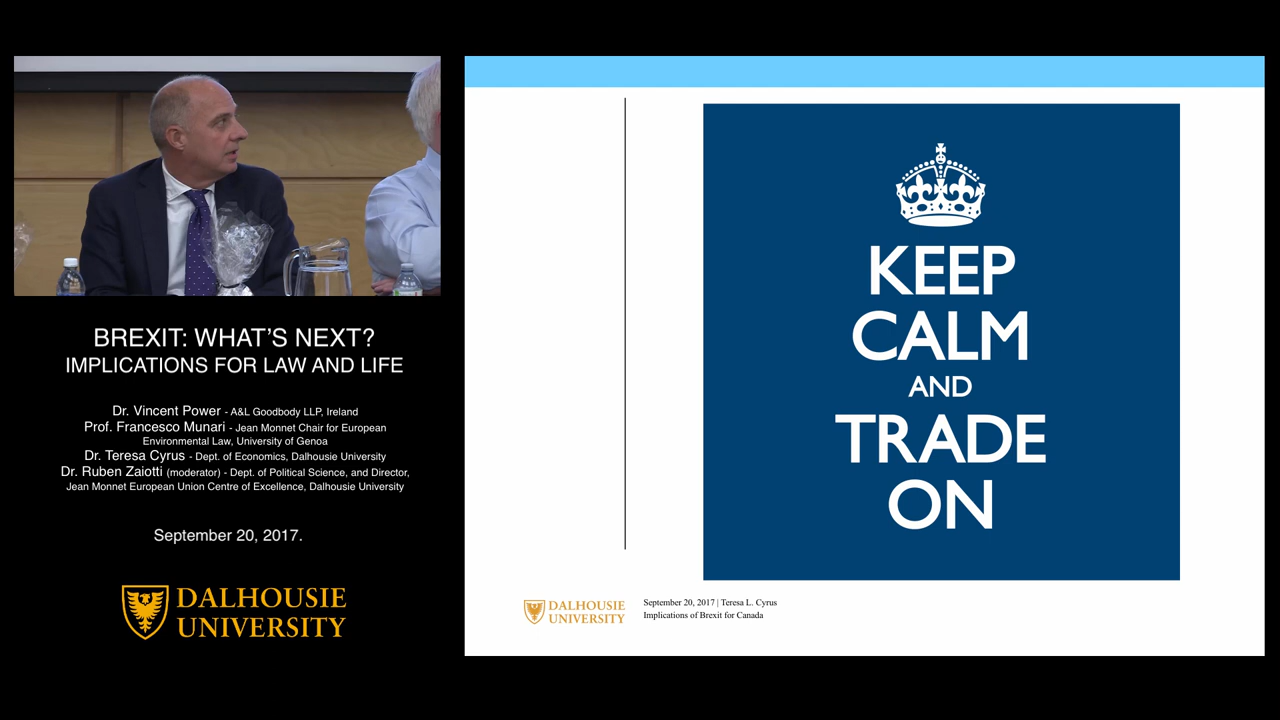 BREXIT: WHAT'S NEXT?
IMPLICATIONS FOR LAW AND LIFE
Dr. Vincent Power - A&L Goodbody LLP, Ireland
Prof. Francesco Munari - Jean Monnet Chair for European
Environmental Law, University of Genoa
Dr. Teresa Cyrus - Dept. of Economics, Dalhousie University
Dr. Ruben Zaiotti (moderator) - Dept. of Political Science, and Director,
Jean Monnet European Union Centre of Excellence, Dalhousie University
September 20, 2017.
DALHOUSIE
UNIVERSITY
KEEP
CALM
AND
TRADE
ON
DALHOUSIE
UNIVERSITY
September 20, 2017 | Teresa L. Cyrus
Implications of Brexit for Canada